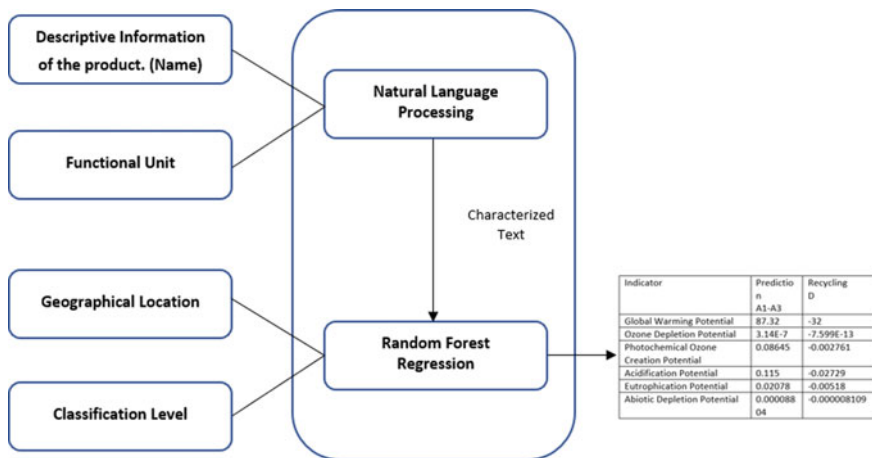 Descriptive Information
of the product. (Name)
Functional Unit
Natural Language
Processing
Characterized
Text
Geographical Location
Classification Level
Random Forest
Regression
Indicator Predictio Recycling
n D
A1-A3
Global Warming Potential 87.32 -32
Ozone Depletion Potential 3.14E-7 -7.599E-13
Photochemical Ozone 0.08645 -0.002761
Creation Potential
Acidification Potential 0.115 -0.02729
Eutrophication Potential 0.02078 -0.00518
Abiotic Depletion Potential 0.000088 -0.000008109
04